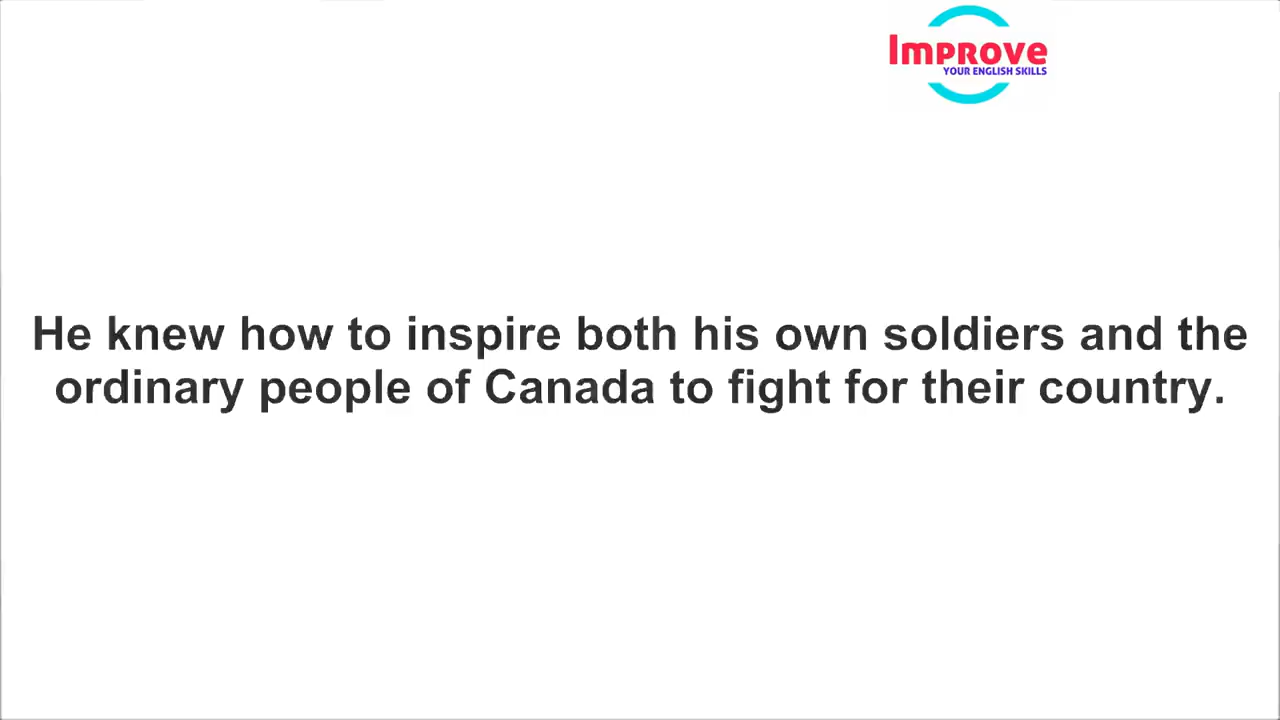 Improve
YOUR ENGLISH SKILLS
He knew how to inspire both his own soldiers and the
ordinary people of Canada to fight for their country.